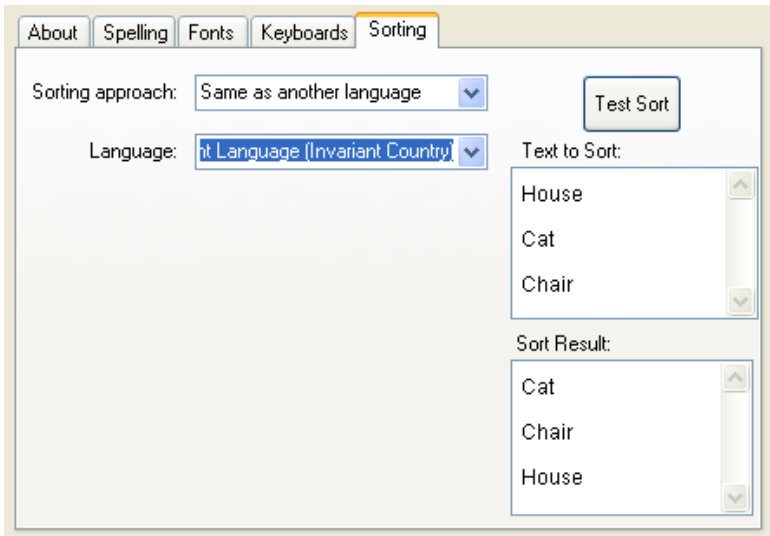 About Spelling Fonts Keyboards Sorting
Sorting approach: Same as another language
Test Sort
Language: nt Language (Invariant Country)
Text to Sort:
House
Cat
Chair
Sort Result:
Cat
Chair
House